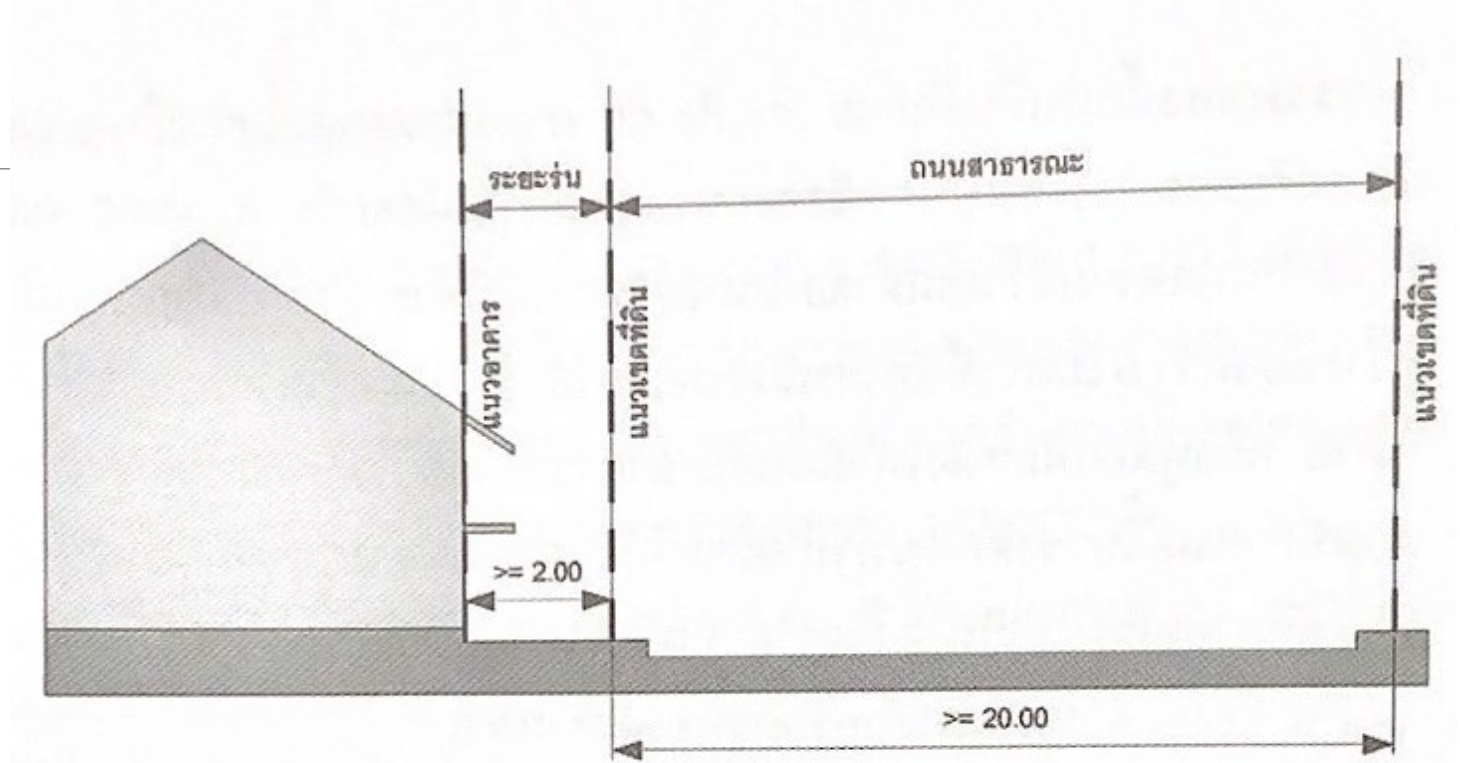 ระยะร่น
ถนนสาธารณะ
แนวอาคาร
แนวเขตที่ดิน
แนวเขตที่ดิน
>= 2.00
>= 20.00